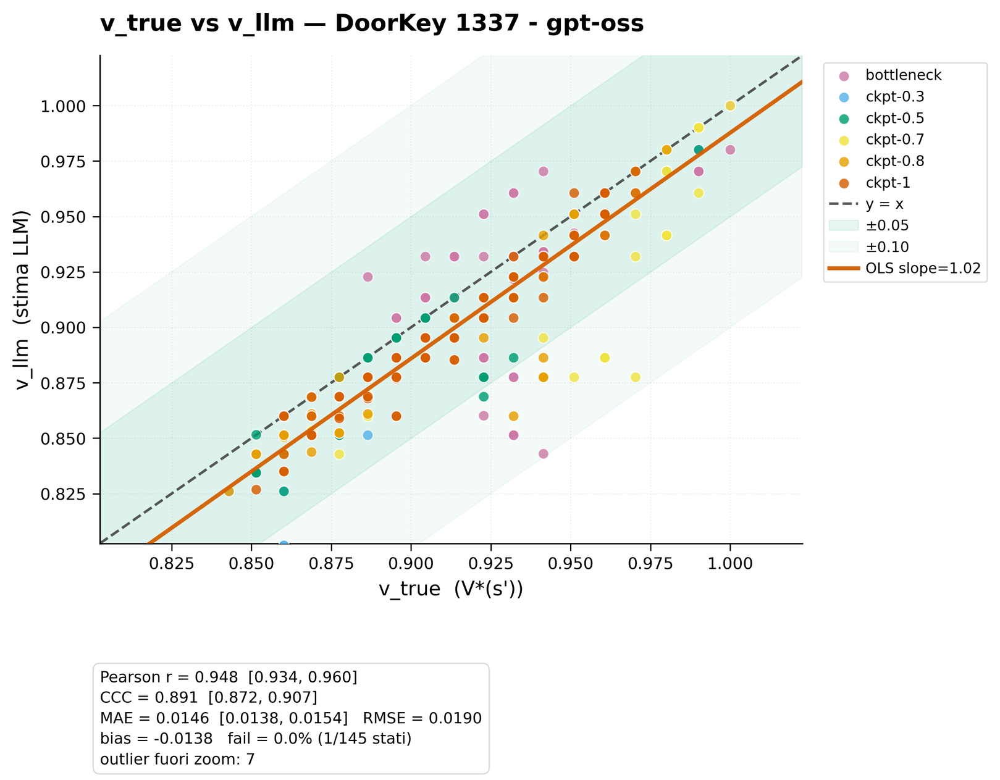 v_true vs v_llm — DoorKey 1337 - gpt-oss
v_llm  (stima LLM)
1.000
0.975
0.950
0.925
0.900
0.875
0.850
0.825
0.825
0.850
0.875
0.900
0.925
0.950
0.975
1.000
v_true  (V*(s'))
bottleneck
ckpt-0.3
ckpt-0.5
ckpt-0.7
ckpt-0.8
ckpt-1
y = x
±0.05
±0.10
OLS slope=1.02
Pearson r = 0.948  [0.934, 0.960]
CCC = 0.891  [0.872, 0.907]
MAE = 0.0146  [0.0138, 0.0154]   RMSE = 0.0190
bias = -0.0138   fail = 0.0% (1/145 stati)
outlier fuori zoom: 7